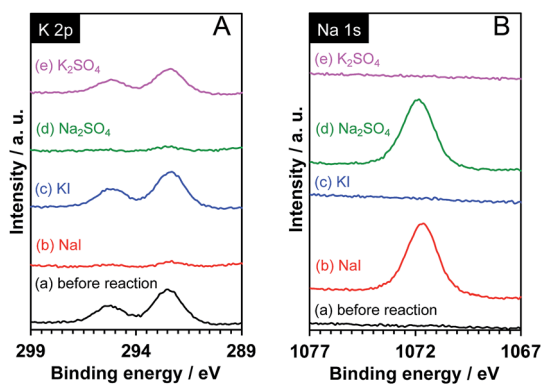 K 2p
A
(e) K₂SO₄
(d) Na₂SO₄
(c) KI
(b) NaI
(a) before reaction
Intensity / a. u.
299
294
289
Binding energy / eV
Na 1s
B
(e) K₂SO₄
(d) Na₂SO₄
(c) KI
(b) NaI
(a) before reaction
Intensity / a. u.
1077
1072
1067
Binding energy / eV